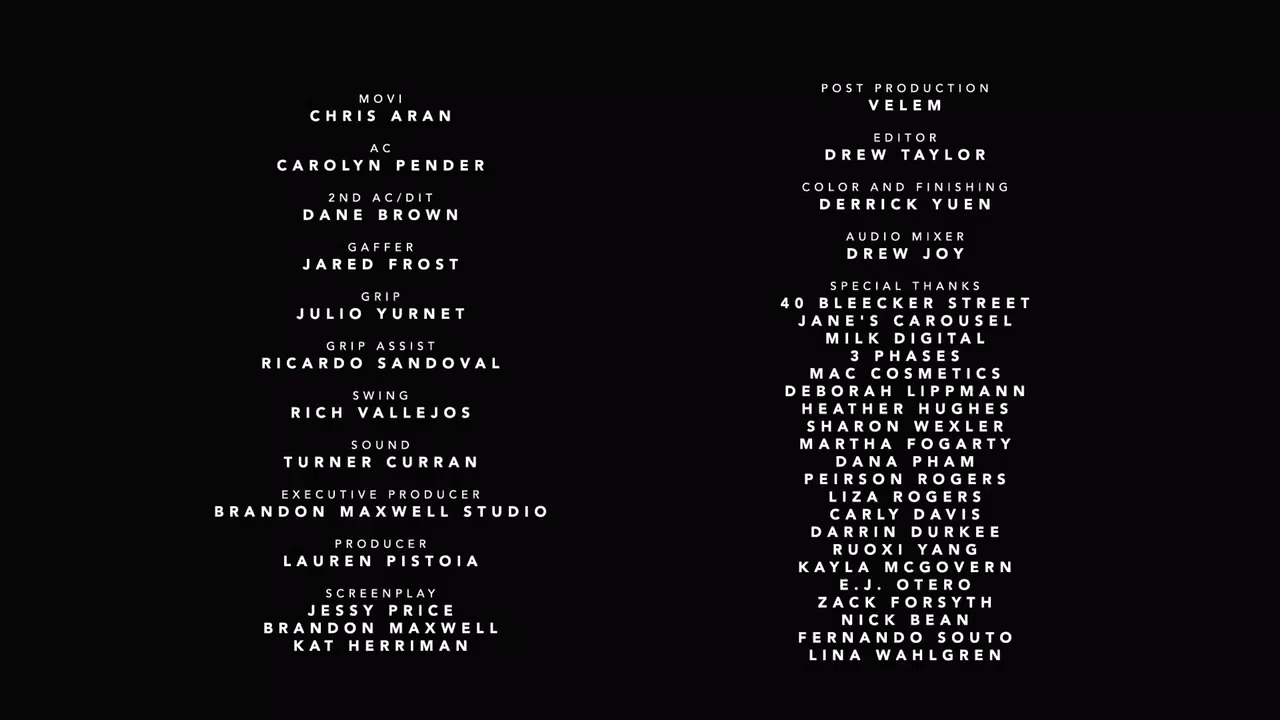 MOVI
CHRIS ARAN
AC
CAROLYN PENDER
2ND AC/DIT
DANE BROWN
GAFFER
JARED FROST
GRIP
JULIO YURNET
GRIP ASSIST
RICARDO SANDOVAL
SWING
RICH VALLEJOS
SOUND
TURNER CURRAN
EXECUTIVE PRODUCER
BRANDON MAXWELL STUDIO
PRODUCER
LAUREN PISTOIA
SCREENPLAY
JESSY PRICE
BRANDON MAXWELL
KAT HERRIMAN
POST PRODUCTION
VELEM
EDITOR
DREW TAYLOR
COLOR AND FINISHING
DERRICK YUEN
AUDIO MIXER
DREW JOY
SPECIAL THANKS
40 BLEECKER STREET
JANE'S CAROUSEL
MILK DIGITAL
3 PHASES
MAC COSMETICS
DEBORAH LIPPMANN
HEATHER HUGHES
SHARON WEXLER
MARTHA FOGARTY
DANA PHAM
PEIRSON ROGERS
LIZA ROGERS
CARLY DAVIS
DARRIN DURKEE
RUOXI YANG
KAYLA MCGOVERN
E.J. OTERO
ZACK FORSYTH
NICK BEAN
FERNANDO SOUTO
LINA WAHLGREN